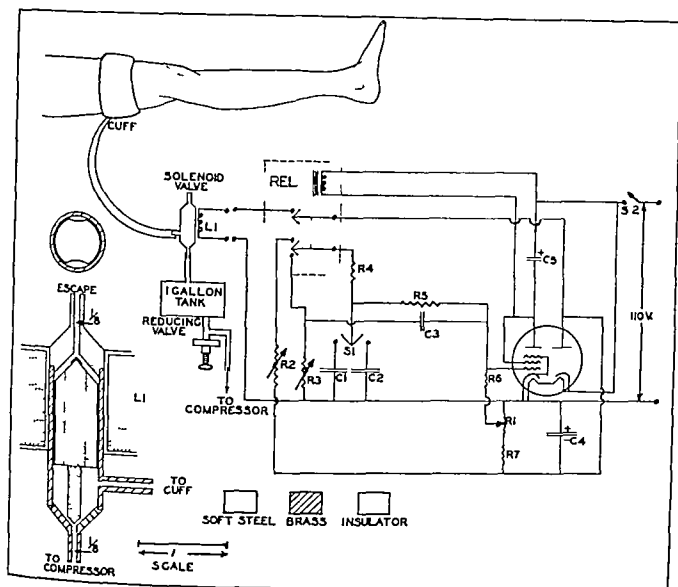 CUFF
SOLENOID
VALVE
REL
L1
S2
C5
R4
1 GALLON
TANK
R5
ESCAPE
1/8
REDUCING
VALVE
C3
S1
110 V.
R2
R3
C1
C2
R6
TO
COMPRESSOR
L1
R1
C4
R7
TO
CUFF
SOFT STEEL
BRASS
INSULATOR
1/8
TO
COMPRESSOR
1
SCALE